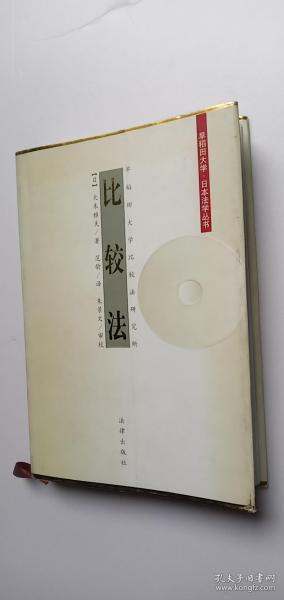 早稻田大学·日本法学丛书
早稻田大学比较法研究所
比较法
【日】大木雅夫/著
范愉/译
朱景文/审校
法律出版社
孔夫子旧书网